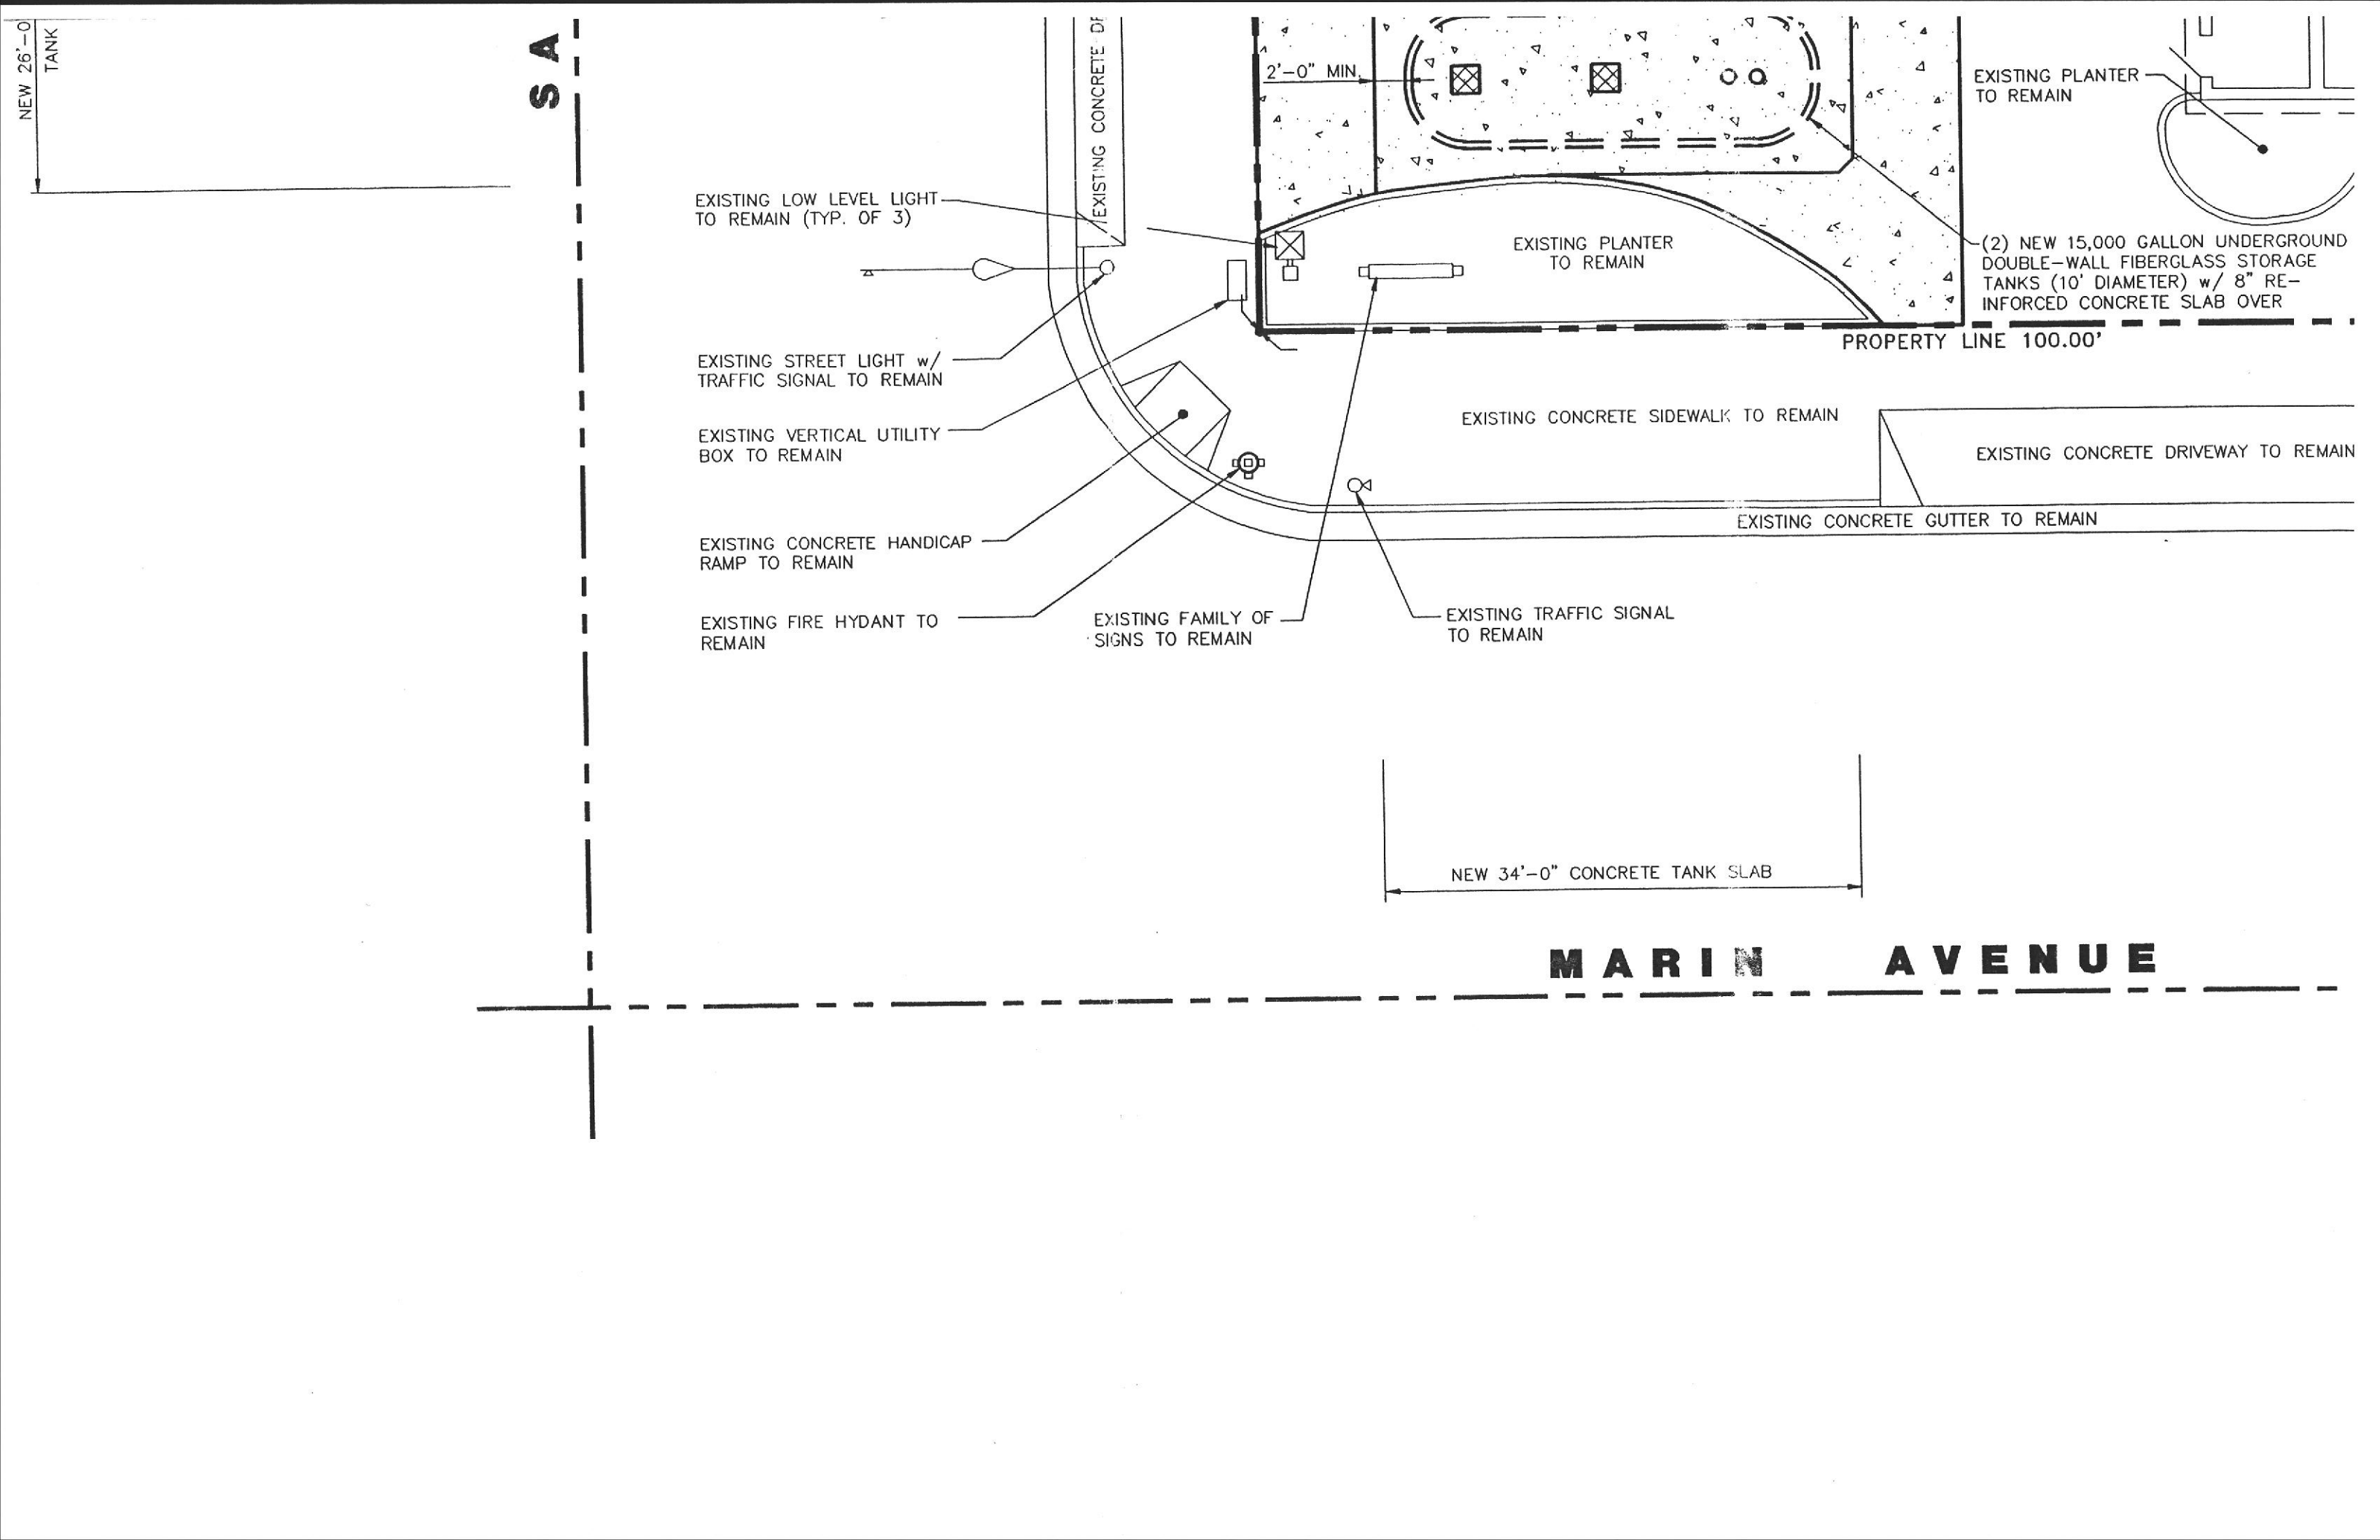 NEW 26'-0
TANK
S A
EXISTING CONCRETE
2'-0" MIN.
EXISTING PLANTER
TO REMAIN
EXISTING LOW LEVEL LIGHT
TO REMAIN (TYP. OF 3)
EXISTING PLANTER
TO REMAIN
(2) NEW 15,000 GALLON UNDERGROUND
DOUBLE-WALL FIBERGLASS STORAGE
TANKS (10' DIAMETER) w/ 8" RE-
INFORCED CONCRETE SLAB OVER
PROPERTY LINE 100.00'
EXISTING STREET LIGHT w/
TRAFFIC SIGNAL TO REMAIN
EXISTING VERTICAL UTILITY
BOX TO REMAIN
EXISTING CONCRETE SIDEWALK TO REMAIN
EXISTING CONCRETE DRIVEWAY TO REMAIN
EXISTING CONCRETE GUTTER TO REMAIN
EXISTING CONCRETE HANDICAP
RAMP TO REMAIN
EXISTING FIRE HYDANT TO
REMAIN
EXISTING FAMILY OF
SIGNS TO REMAIN
EXISTING TRAFFIC SIGNAL
TO REMAIN
NEW 34'-0" CONCRETE TANK SLAB
MARIN AVENUE